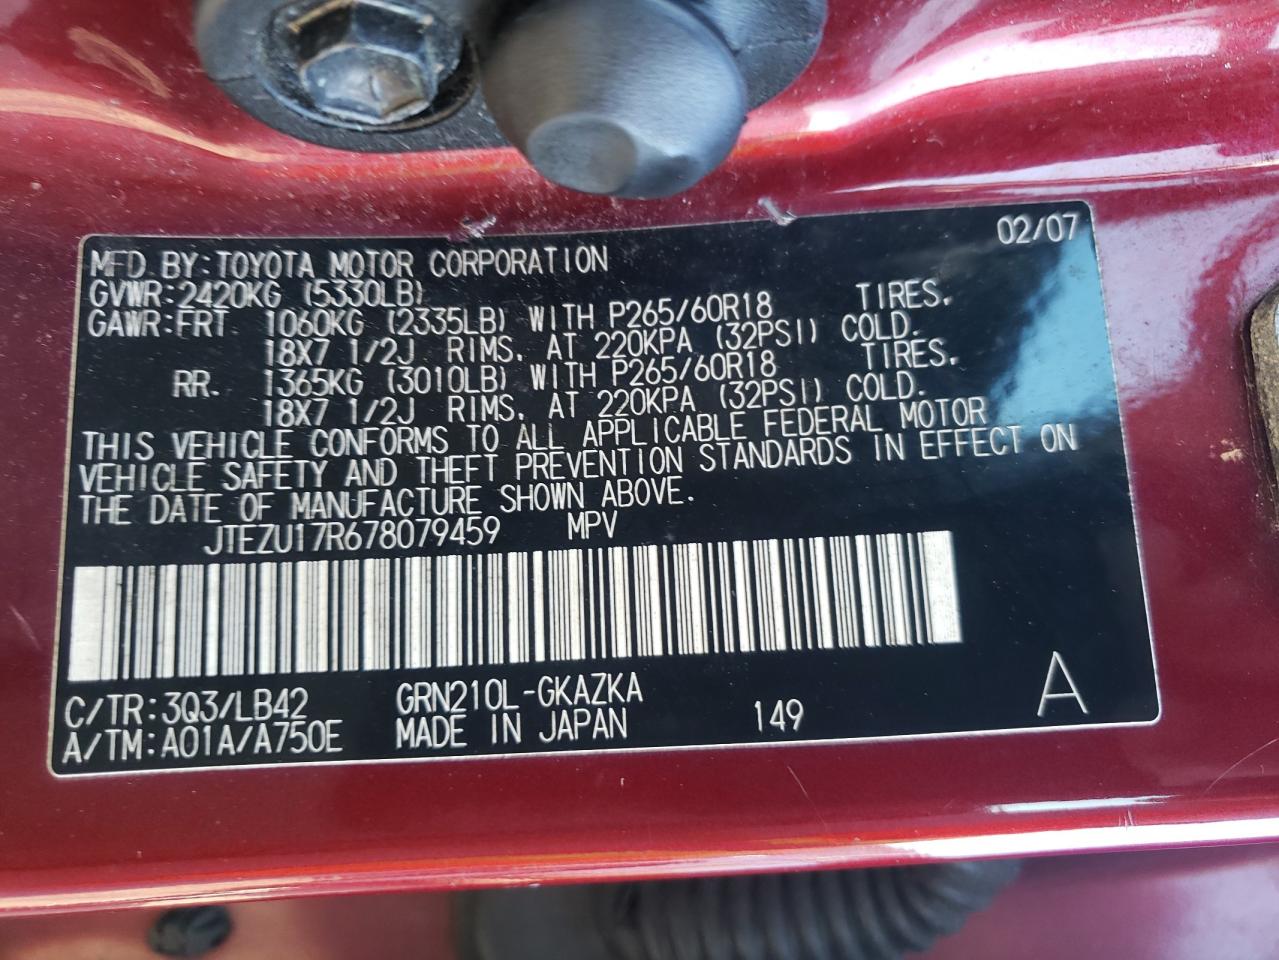 02/07
MFD. BY: TOYOTA MOTOR CORPORATION
GVWR: 2420KG (5330LB)
GAWR: FRT. 1060KG (2335LB) WITH P265/60R18 TIRES,
18X7 1/2J RIMS, AT 220KPA (32PSI) COLD.
RR. 1365KG (3010LB) WITH P265/60R18 TIRES,
18X7 1/2J RIMS, AT 220KPA (32PSI) COLD.
THIS VEHICLE CONFORMS TO ALL APPLICABLE FEDERAL MOTOR
VEHICLE SAFETY AND THEFT PREVENTION STANDARDS IN EFFECT ON
THE DATE OF MANUFACTURE SHOWN ABOVE.
JTEZU17R678079459 MPV
C/TR: 3Q3/LB42 GRN210L-GKAZKA
A/TM: A01A/A750E MADE IN JAPAN 149 A